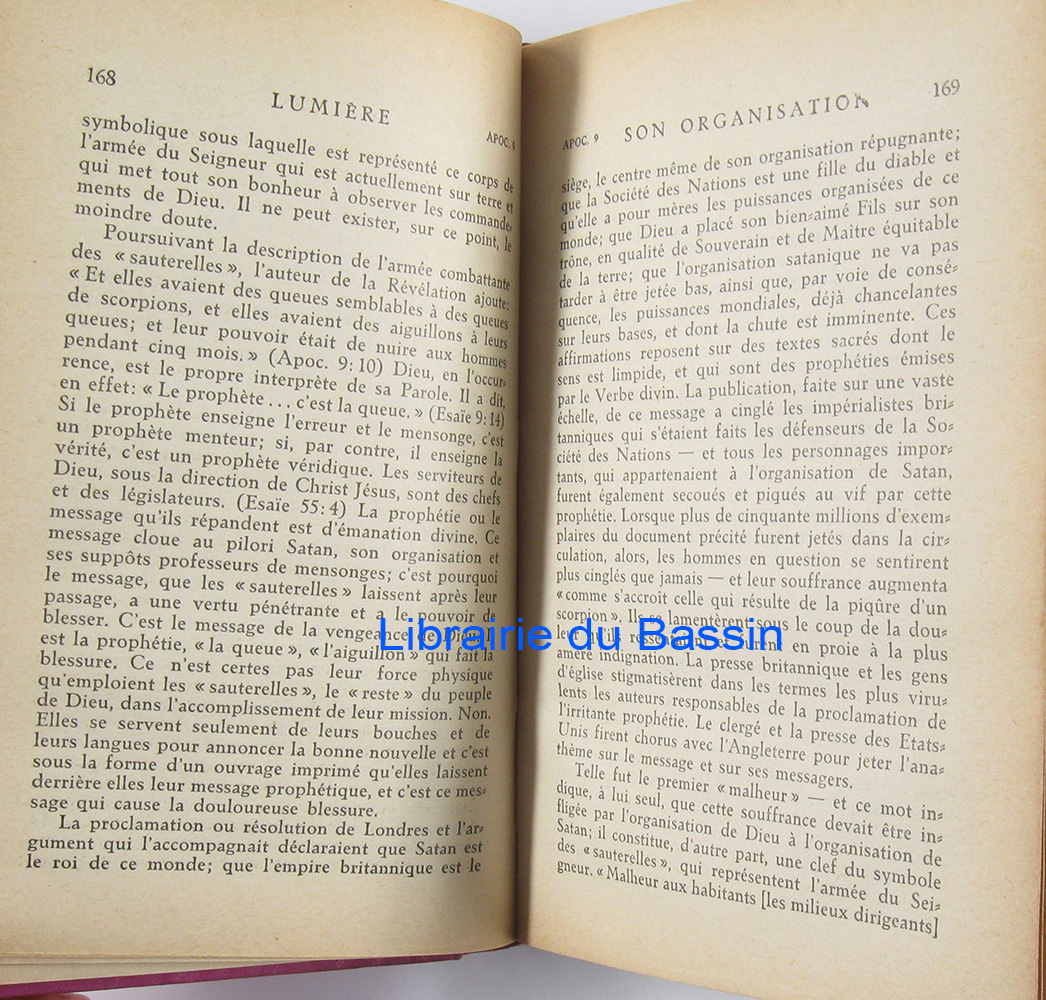 168
LUMIÈRE
APOC. 9
symbolique sous laquelle est représenté ce corps de
l'armée du Seigneur qui est actuellement sur terre et
qui met tout son bonheur à observer les commande-
ments de Dieu. Il ne peut exister, sur ce point, le
moindre doute.
Poursuivant la description de l'armée combattante
des « sauterelles », l'auteur de la Révélation ajoute:
« Et elles avaient des queues semblables à des queues
de scorpions, et elles avaient des aiguillons à leurs
queues; et leur pouvoir était de nuire aux hommes
pendant cinq mois. » (Apoc. 9:10) Dieu, en l'occur-
rence, est le propre interprète de sa Parole. Il a dit,
en effet: « Le prophète... c'est la queue. » (Esaïe 9:14)
Si le prophète enseigne l'erreur et le mensonge, c'est
un prophète menteur; si, par contre, il enseigne la
vérité, c'est un prophète véridique. Les serviteurs de
Dieu, sous la direction de Christ Jésus, sont des chefs
et des législateurs. (Esaïe 55:4) La prophétie ou le
message qu'ils répandent est d'émanation divine. Ce
message cloue au pilori Satan, son organisation et
ses suppôts professeurs de mensonges; c'est pourquoi
le message, que les « sauterelles » laissent après leur
passage, a une vertu pénétrante et a le pouvoir de
blesser. C'est le message de la vengeance de Dieu;
est la prophétie, « la queue », « l'aiguillon » qui fait la
blessure. Ce n'est certes pas leur force physique
qu'emploient les « sauterelles », le « reste » du peuple
de Dieu, dans l'accomplissement de leur mission. Non.
Elles se servent seulement de leurs bouches et de
leurs langues pour annoncer la bonne nouvelle et c'est
sous la forme d'un ouvrage imprimé qu'elles laissent
derrière elles leur message prophétique, et c'est ce mes-
sage qui cause la douloureuse blessure.
La proclamation ou résolution de Londres et l'ar-
gument qui l'accompagnait déclaraient que Satan est
le roi de ce monde; que l'empire britannique est le
APOC. 9
SON ORGANISATION
169
siège, le centre même de son organisation répugnante;
que la Société des Nations est une fille du diable et
qu'elle a pour mères les puissances organisées de ce
monde; que Dieu a placé son bien-aimé Fils sur son
trône, en qualité de Souverain et de Maître équitable
de la terre; que l'organisation satanique ne va pas
tarder à être jetée bas, ainsi que, par voie de consé-
quence, les puissances mondiales, déjà chancelantes
sur leurs bases, et dont la chute est imminente. Ces
affirmations reposent sur des textes sacrés dont le
sens est limpide, et qui sont des prophéties émises
par le Verbe divin. La publication, faite sur une vaste
échelle, de ce message a cinglé les impérialistes bri-
tanniques qui s'étaient faits les défenseurs de la So-
ciété des Nations — et tous les personnages impor-
tants, qui appartenaient à l'organisation de Satan,
furent également secoués et piqués au vif par cette
prophétie. Lorsque plus de cinquante millions d'exem-
plaires du document précité furent jetés dans la cir-
culation, alors, les hommes en question se sentirent
plus cinglés que jamais — et leur souffrance augmenta
« comme s'accroît celle qui résulte de la piqûre d'un
scorpion ». Ils se lamentèrent sous le coup de la dou-
leur qu'ils ressentaient et furent en proie à la plus
amère indignation. La presse britannique et les gens
d'église stigmatisèrent dans les termes les plus viru-
lents les auteurs responsables de la proclamation de
l'irritante prophétie. Le clergé et la presse des Etats-
Unis firent chorus avec l'Angleterre pour jeter l'ana-
thème sur le message et sur ses messagers.
Telle fut le premier « malheur » — et ce mot in-
dique, à lui seul, que cette souffrance devait être in-
fligée par l'organisation de Dieu à l'organisation de
Satan; il constitue, d'autre part, une clef du symbole
des « sauterelles », qui représentent l'armée du Sei-
gneur. « Malheur aux habitants [les milieux dirigeants]
Librairie du Bassin